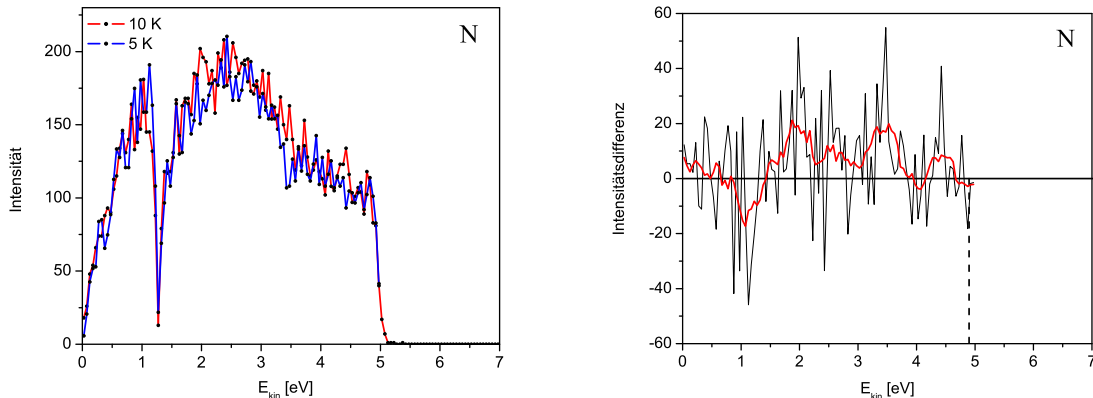 N
10 K
5 K
Intensität
200
150
100
50
0
0 1 2 3 4 5 6 7
E_kin [eV]
N
Intensitätsdifferenz
60
40
20
0
-20
-40
-60
0 1 2 3 4 5 6 7
E_kin [eV]